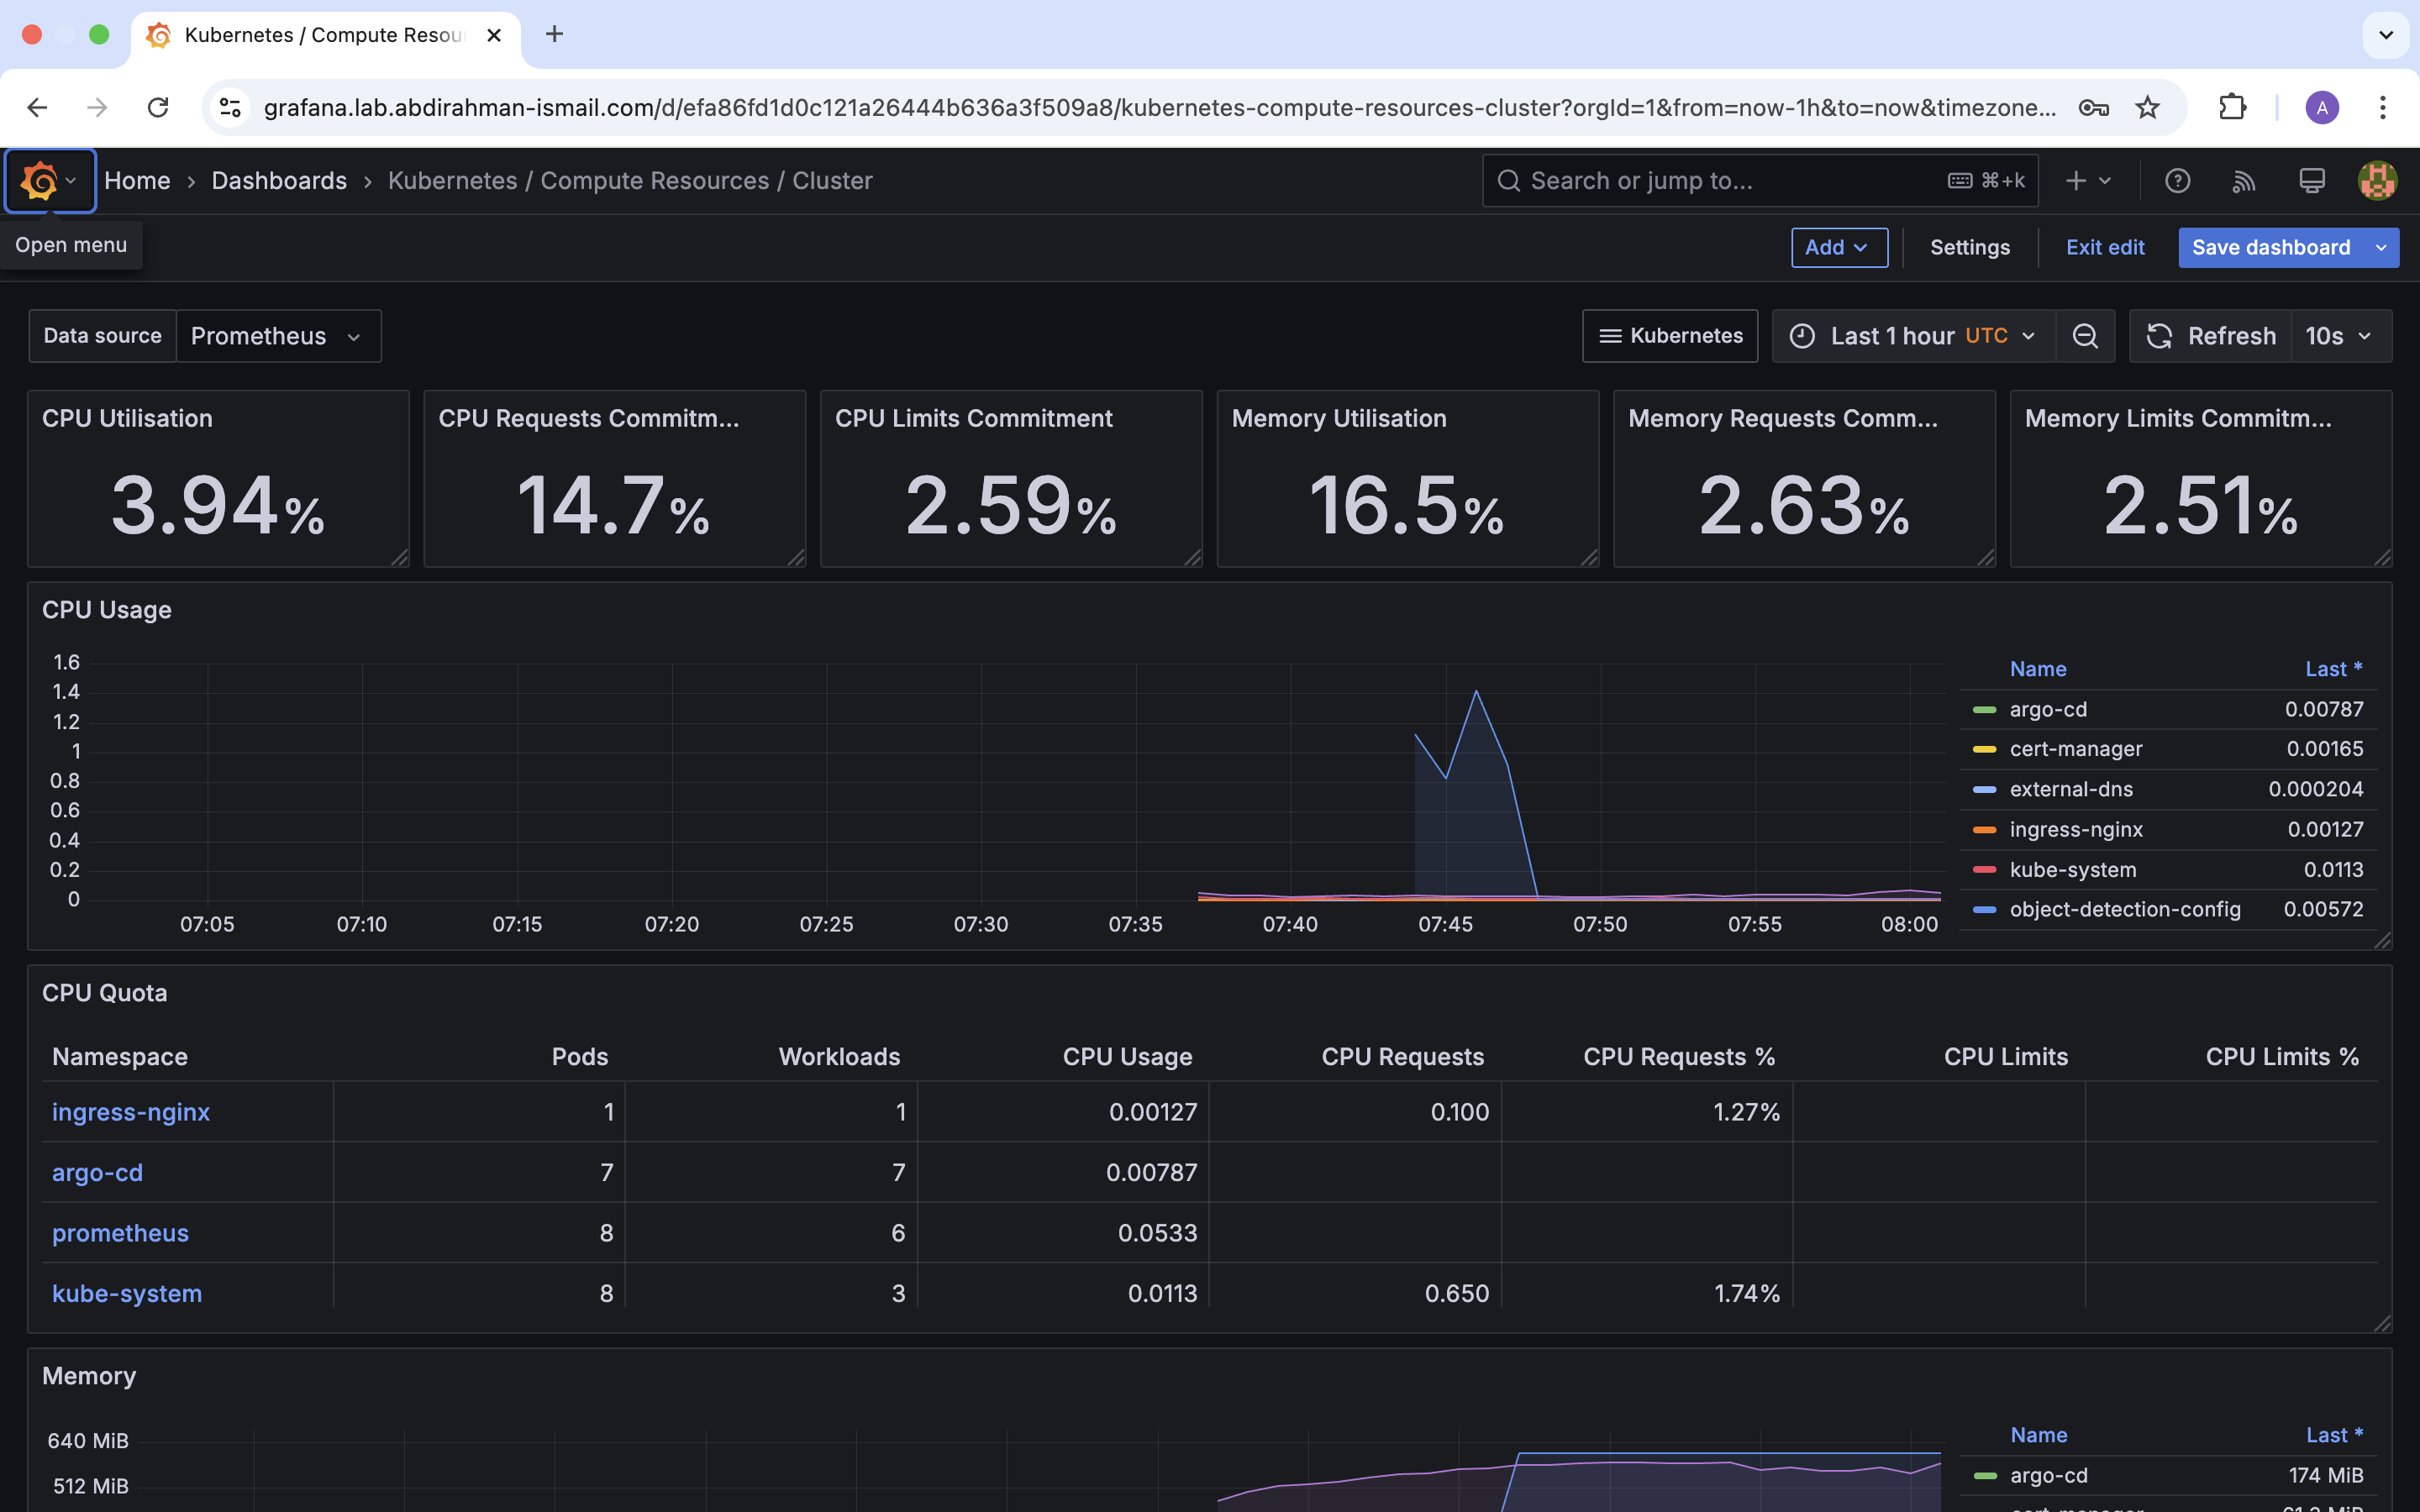 Kubernetes / Compute Resou
grafana.lab.abdirahman-ismail.com/d/efa86fd1d0c121a26444b636a3f509a8/kubernetes-compute-resources-cluster?orgId=1&from=now-1h&to=now&timezone... A
Home › Dashboards › Kubernetes / Compute Resources / Cluster Search or jump to... ⌘+k
Open menu Add Settings Exit edit Save dashboard
Data source Prometheus Kubernetes Last 1 hour UTC Refresh 10s
CPU Utilisation CPU Requests Commitm... CPU Limits Commitment Memory Utilisation Memory Requests Comm... Memory Limits Commitm...
3.94% 14.7% 2.59% 16.5% 2.63% 2.51%
CPU Usage
1.6
1.4
1.2
1
0.8
0.6
0.4
0.2
0
07:05 07:10 07:15 07:20 07:25 07:30 07:35 07:40 07:45 07:50 07:55 08:00
Name Last *
argo-cd 0.00787
cert-manager 0.00165
external-dns 0.000204
ingress-nginx 0.00127
kube-system 0.0113
object-detection-config 0.00572
CPU Quota
Namespace Pods Workloads CPU Usage CPU Requests CPU Requests % CPU Limits CPU Limits %
ingress-nginx 1 1 0.00127 0.100 1.27%
argo-cd 7 7 0.00787
prometheus 8 6 0.0533
kube-system 8 3 0.0113 0.650 1.74%
Memory
640 MiB
512 MiB
Name Last *
argo-cd 174 MiB